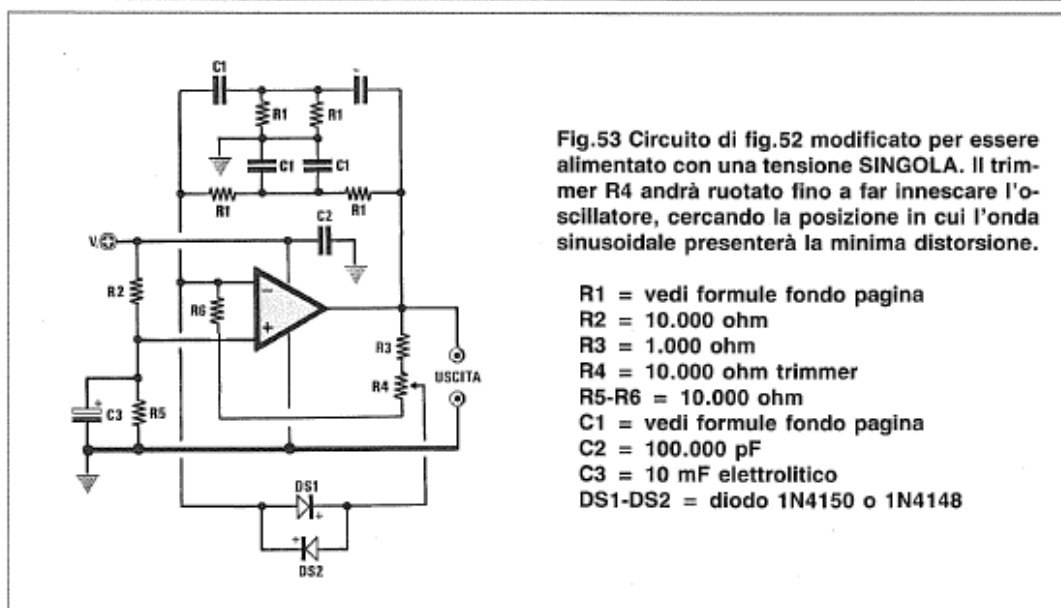 C1
R1
R1
C1
C1
R1
R1
C2
V.
R2
R6
R3
R4
USCITA
C3
R5
DS1
DS2
Fig.53 Circuito di fig.52 modificato per essere
alimentato con una tensione SINGOLA. Il trim-
mer R4 andrà ruotato fino a far innescare l'o-
scillatore, cercando la posizione in cui l'onda
sinusoidale presenterà la minima distorsione.
R1 = vedi formule fondo pagina
R2 = 10.000 ohm
R3 = 1.000 ohm
R4 = 10.000 ohm trimmer
R5-R6 = 10.000 ohm
C1 = vedi formule fondo pagina
C2 = 100.000 pF
C3 = 10 mF elettrolitico
DS1-DS2 = diodo 1N4150 o 1N4148